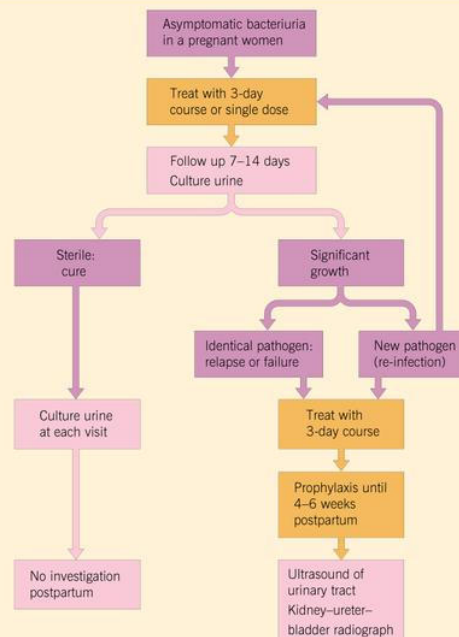 Asymptomatic bacteriuria
in a pregnant women
Treat with 3-day
course or single dose
Follow up 7–14 days
Culture urine
Sterile:
cure
Significant
growth
Identical pathogen:
relapse or failure
New pathogen
(re-infection)
Culture urine
at each visit
Treat with
3-day course
Prophylaxis until
4–6 weeks
postpartum
No investigation
postpartum
Ultrasound of
urinary tract
Kidney–ureter–
bladder radiograph